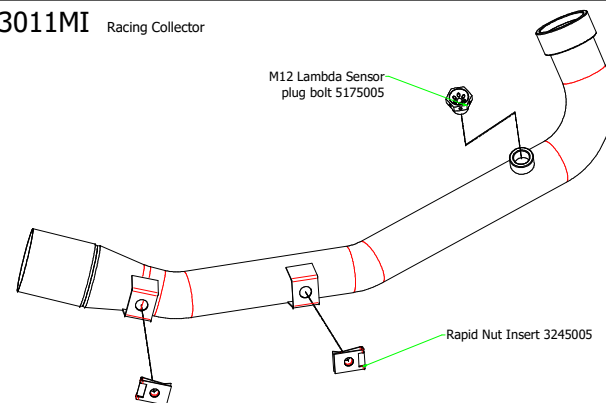 3011MI Racing Collector
M12 Lambda Sensor
plug bolt 5175005
Rapid Nut Insert 3245005